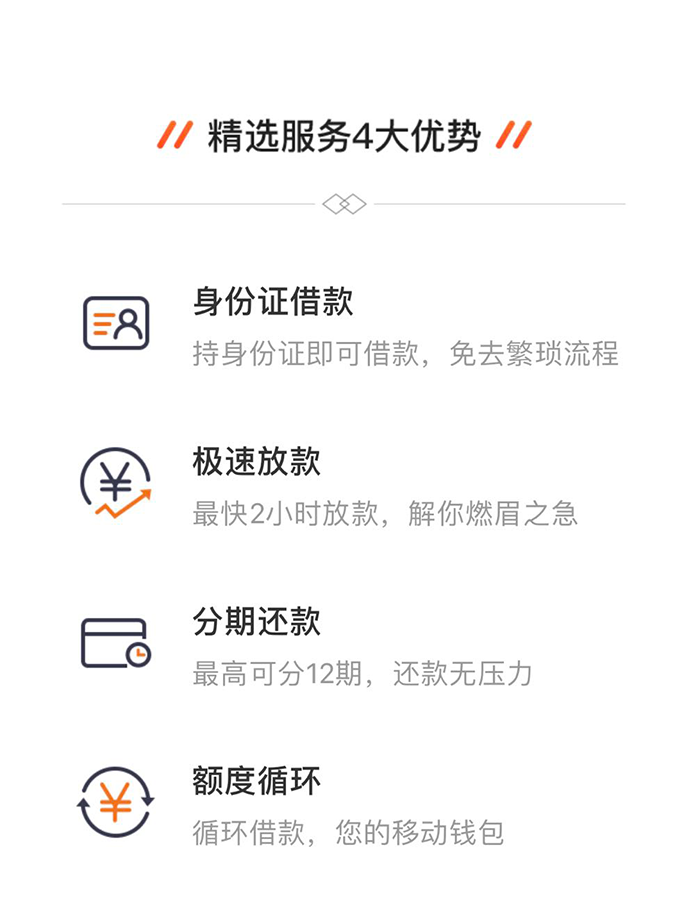 精选服务4大优势
身份证借款
持身份证即可借款，免去繁琐流程
极速放款
最快2小时放款，解你燃眉之急
分期还款
最高可分12期，还款无压力
额度循环
循环借款，您的移动钱包